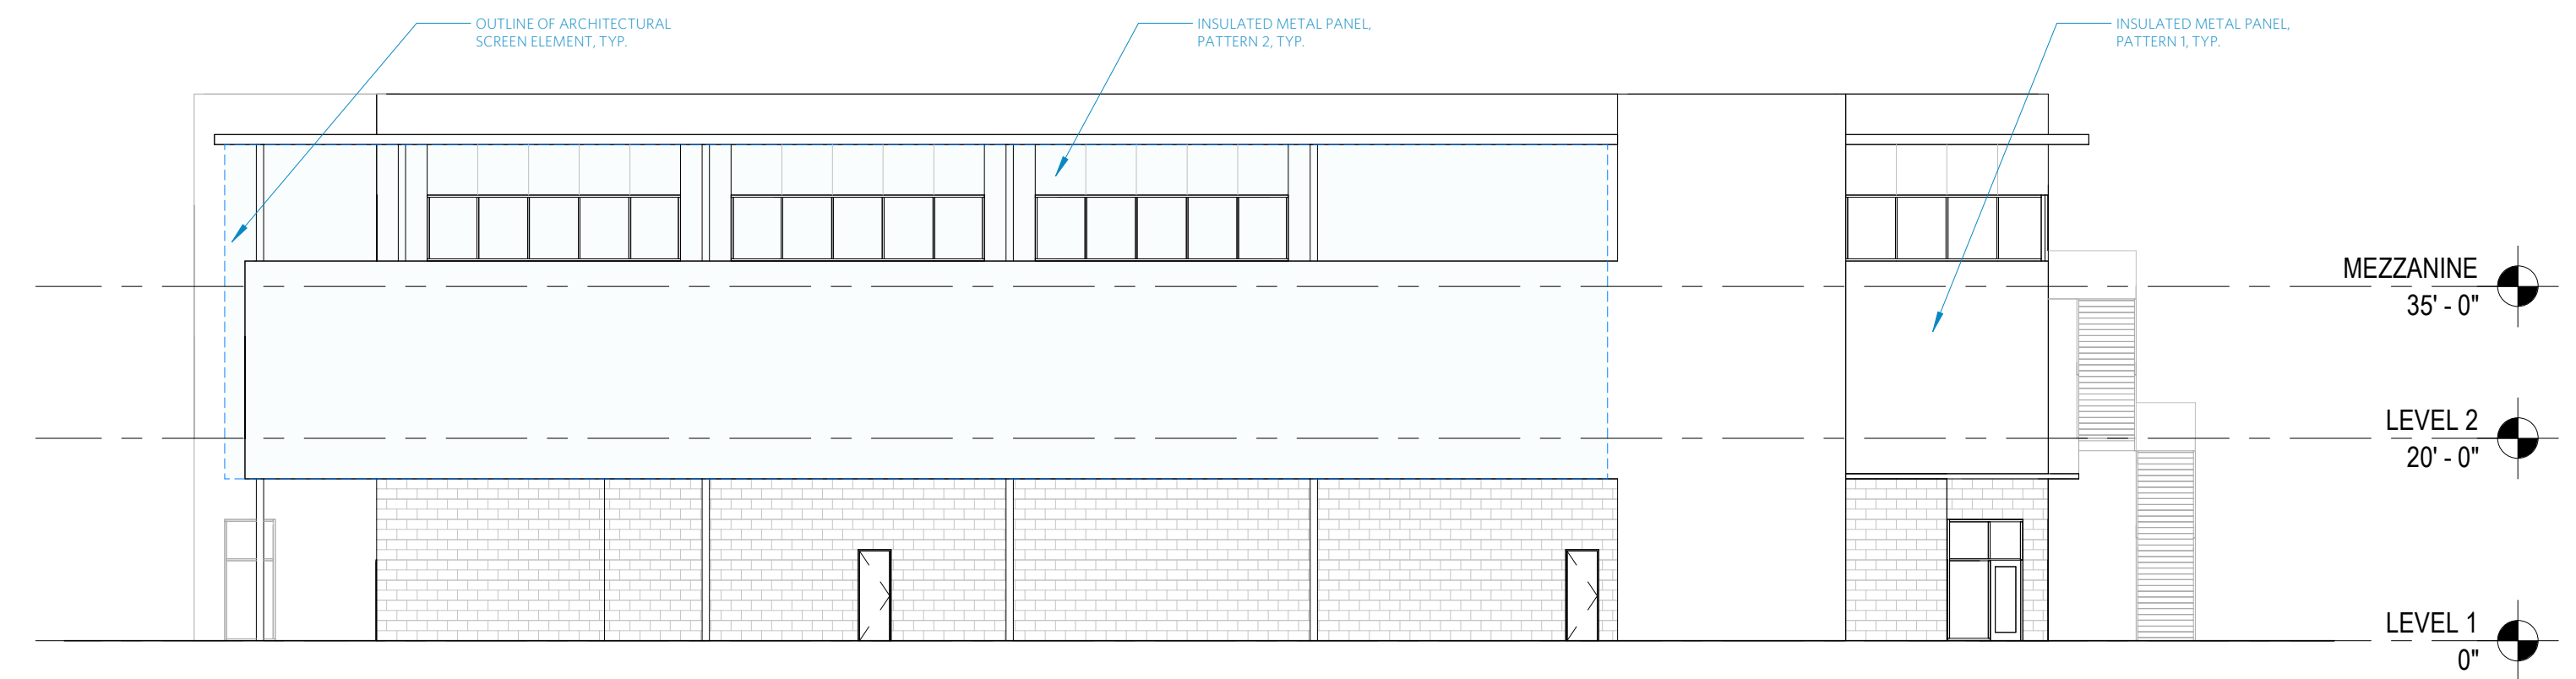 OUTLINE OF ARCHITECTURAL
SCREEN ELEMENT, TYP.
INSULATED METAL PANEL,
PATTERN 2, TYP.
INSULATED METAL PANEL,
PATTERN 1, TYP.
MEZZANINE
35' - 0"
LEVEL 2
20' - 0"
LEVEL 1
0"